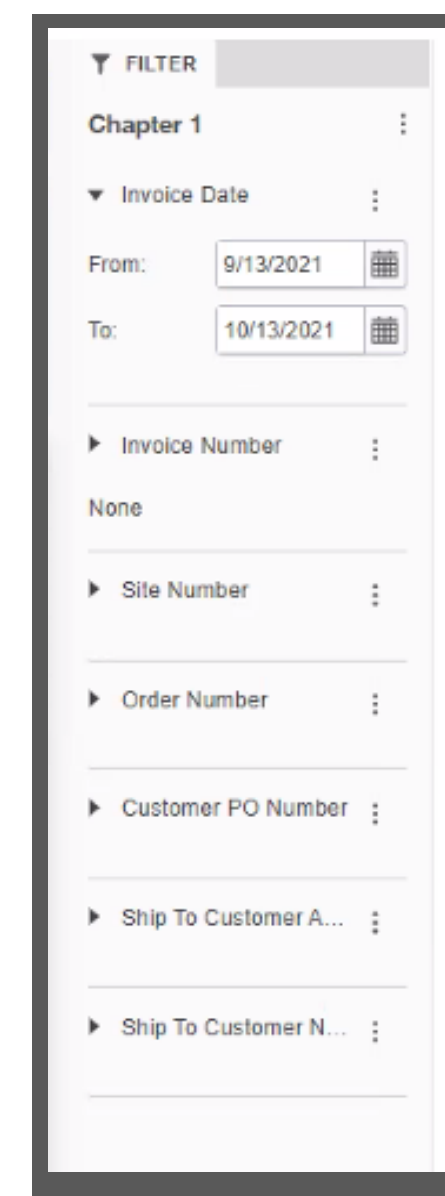 FILTER
Chapter 1
Invoice Date
From: 9/13/2021
To: 10/13/2021
Invoice Number
None
Site Number
Order Number
Customer PO Number
Ship To Customer A...
Ship To Customer N...